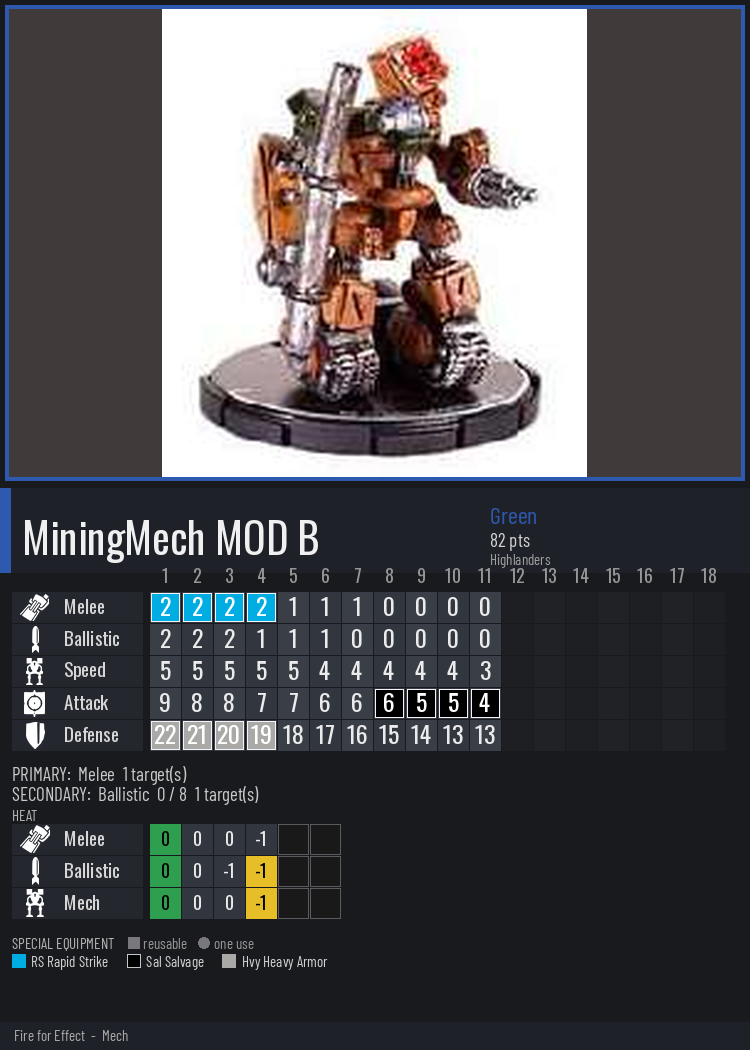 MiningMech MOD B
Green
82 pts
Highlanders
1 2 3 4 5 6 7 8 9 10 11 12 13 14 15 16 17 18
Melee 2 2 2 2 1 1 1 0 0 0 0
Ballistic 2 2 2 1 1 1 0 0 0 0 0
Speed 5 5 5 5 5 4 4 4 4 4 3
Attack 9 8 8 7 7 6 6 6 5 5 4
Defense 22 21 20 19 18 17 16 15 14 13 13
PRIMARY: Melee 1 target(s)
SECONDARY: Ballistic 0 / 8 1 target(s)
HEAT
Melee 0 0 0 -1
Ballistic 0 0 -1 -1
Mech 0 0 0 -1
SPECIAL EQUIPMENT reusable one use
RS Rapid Strike Sal Salvage Hvy Heavy Armor
Fire for Effect - Mech